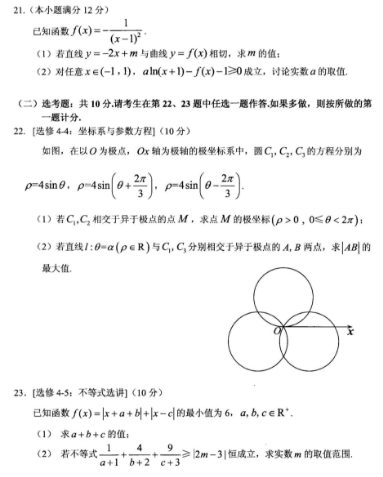 21.（本小题满分 12 分）
已知函数 f(x) = -1/(x-1)².
（1）若直线 y = -2x + m 与曲线 y = f(x) 相切，求 m 的值；
（2）对任意 x∈(-1，1)，aln(x+1) - f(x) - 1≥0 成立，讨论实数 a 的取值.
（二）选考题：共 10 分.请考生在第 22、23 题中任选一题作答.如果多做，则按所做的第
一题计分.
22.［选修 4-4：坐标系与参数方程］（10 分）
如图，在以 O 为极点，Ox 轴为极轴的极坐标系中，圆 C₁, C₂, C₃ 的方程分别为
ρ=4sinθ，ρ=4sin(θ+2π/3)，ρ=4sin(θ-2π/3).
（1）若 C₁, C₂ 相交于异于极点的点 M，求点 M 的极坐标(ρ > 0，0≤θ < 2π)；
（2）若直线 l：θ=α(ρ∈R) 与 C₁, C₃ 分别相交于异于极点的 A, B 两点，求|AB|的
最大值.
O
x
23.［选修 4-5：不等式选讲］（10 分）
已知函数 f(x) = |x + a + b| + |x - c| 的最小值为 6，a, b, c∈R⁺.
（1） 求 a + b + c 的值；
（2） 若不等式 1/(a+1) + 4/(b+2) + 9/(c+3) ≥ |2m-3| 恒成立，求实数 m 的取值范围.